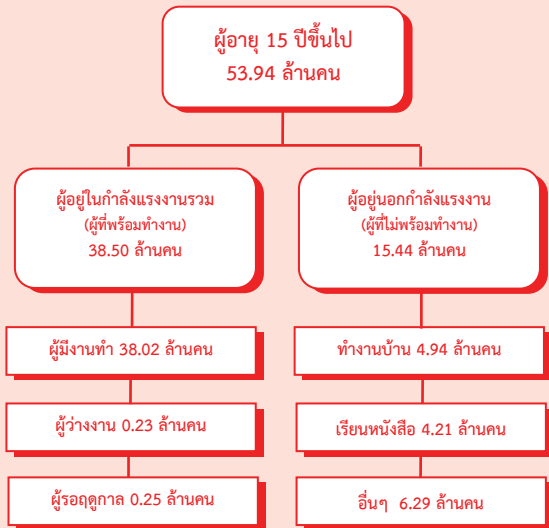 ผู้อายุ 15 ปีขึ้นไป
53.94 ล้านคน
ผู้อยู่ในกำลังแรงงานรวม
(ผู้ที่พร้อมทำงาน)
38.50 ล้านคน
ผู้มีงานทำ 38.02 ล้านคน
ผู้ว่างงาน 0.23 ล้านคน
ผู้รอฤดูกาล 0.25 ล้านคน
ผู้อยู่นอกกำลังแรงงาน
(ผู้ที่ไม่พร้อมทำงาน)
15.44 ล้านคน
ทำงานบ้าน 4.94 ล้านคน
เรียนหนังสือ 4.21 ล้านคน
อื่นๆ 6.29 ล้านคน